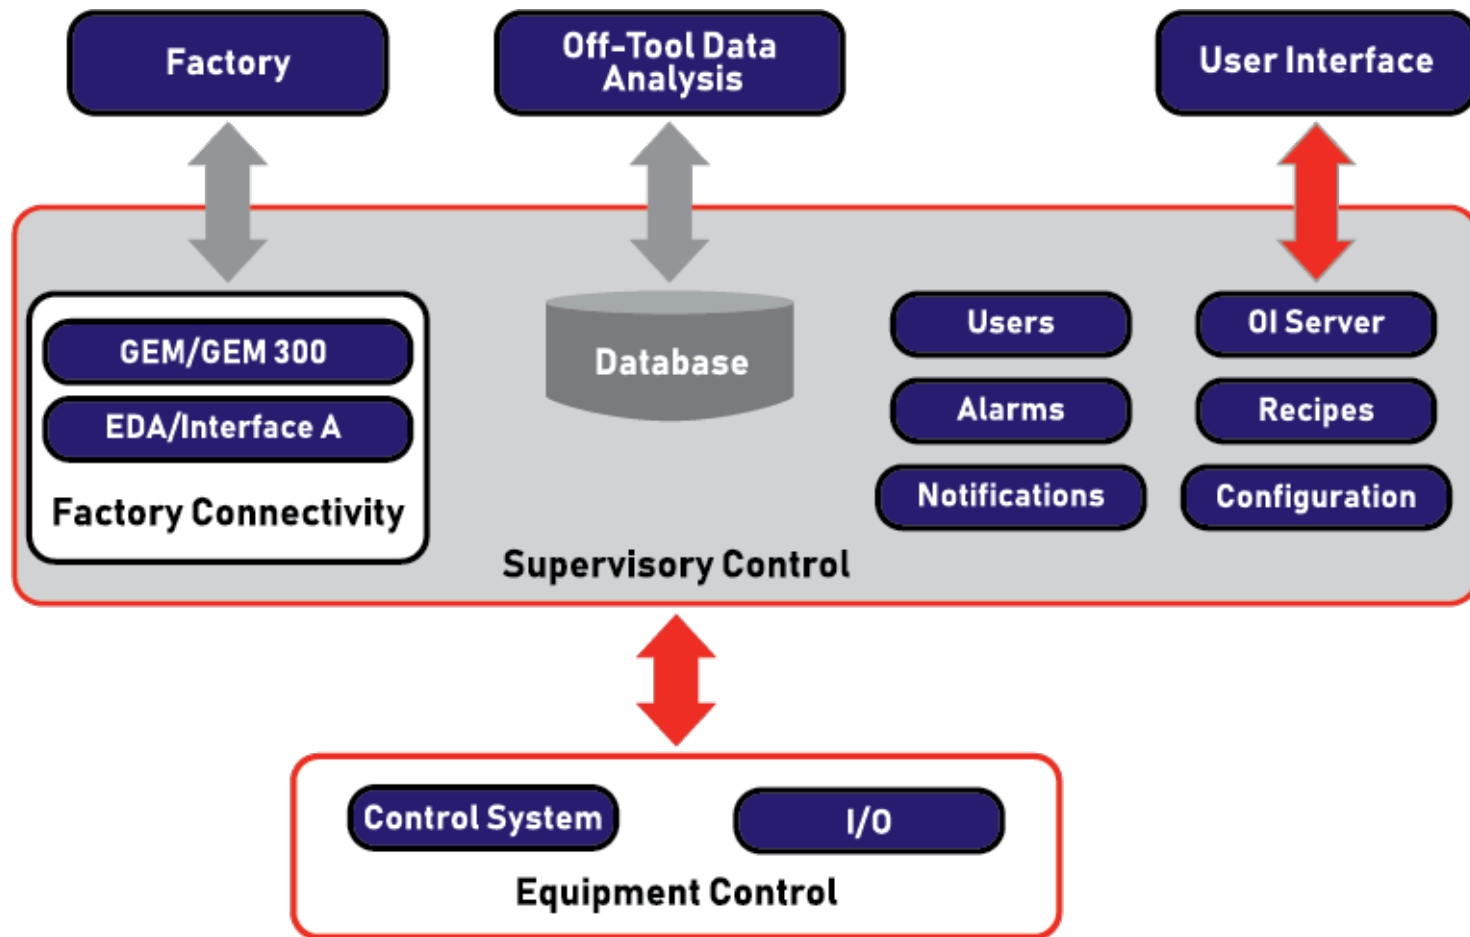 Factory
Off-Tool Data
Analysis
User Interface
GEM/GEM 300
EDA/Interface A
Factory Connectivity
Database
Users
OI Server
Alarms
Recipes
Notifications
Configuration
Supervisory Control
Control System
I/O
Equipment Control